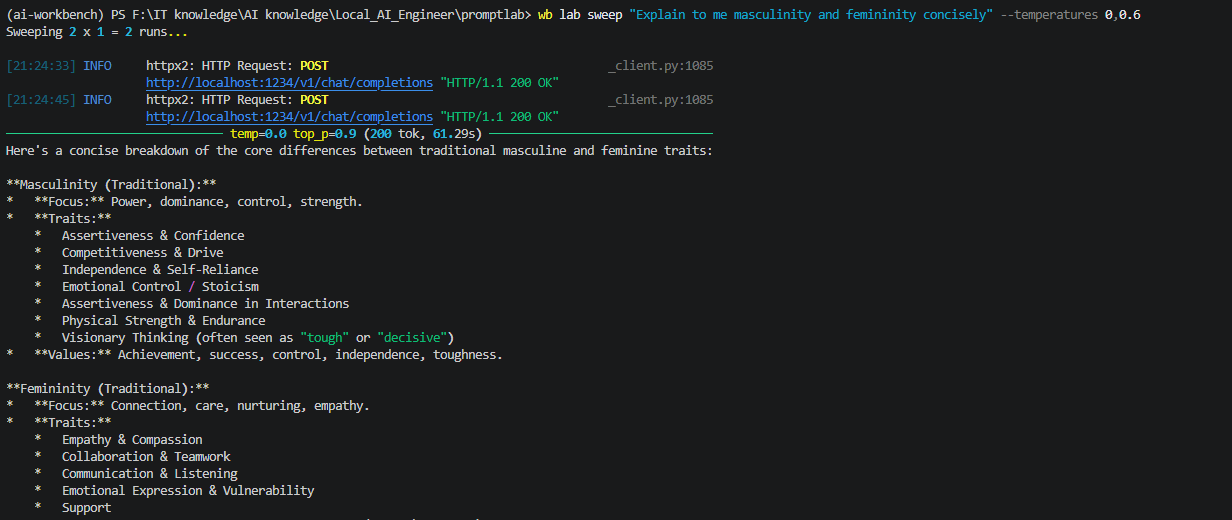 (ai-workbench) PS F:\IT knowledge\AI knowledge\Local_AI_Engineer\promptlab> wb lab sweep "Explain to me masculinity and femininity concisely" --temperatures 0,0.6
Sweeping 2 x 1 = 2 runs...
[21:24:33] INFO     httpx2: HTTP Request: POST     _client.py:1085
http://localhost:1234/v1/chat/completions "HTTP/1.1 200 OK"
[21:24:45] INFO     httpx2: HTTP Request: POST     _client.py:1085
http://localhost:1234/v1/chat/completions "HTTP/1.1 200 OK"
temp=0.0 top_p=0.9 (200 tok, 61.29s)
Here's a concise breakdown of the core differences between traditional masculine and feminine traits:
**Masculinity (Traditional):**
*   **Focus:** Power, dominance, control, strength.
*   **Traits:**
    *   Assertiveness & Confidence
    *   Competitiveness & Drive
    *   Independence & Self-Reliance
    *   Emotional Control / Stoicism
    *   Assertiveness & Dominance in Interactions
    *   Physical Strength & Endurance
    *   Visionary Thinking (often seen as "tough" or "decisive")
*   **Values:** Achievement, success, control, independence, toughness.
**Femininity (Traditional):**
*   **Focus:** Connection, care, nurturing, empathy.
*   **Traits:**
    *   Empathy & Compassion
    *   Collaboration & Teamwork
    *   Communication & Listening
    *   Emotional Expression & Vulnerability
    *   Support